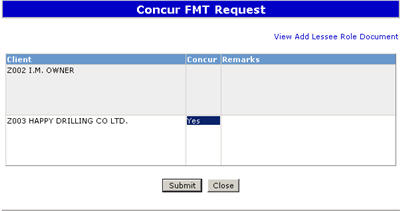 Concur FMT Request
View Add Lessee Role Document
Client Concur Remarks
Z002 I.M. OWNER
Z003 HAPPY DRILLING CO LTD. Yes
Submit Close